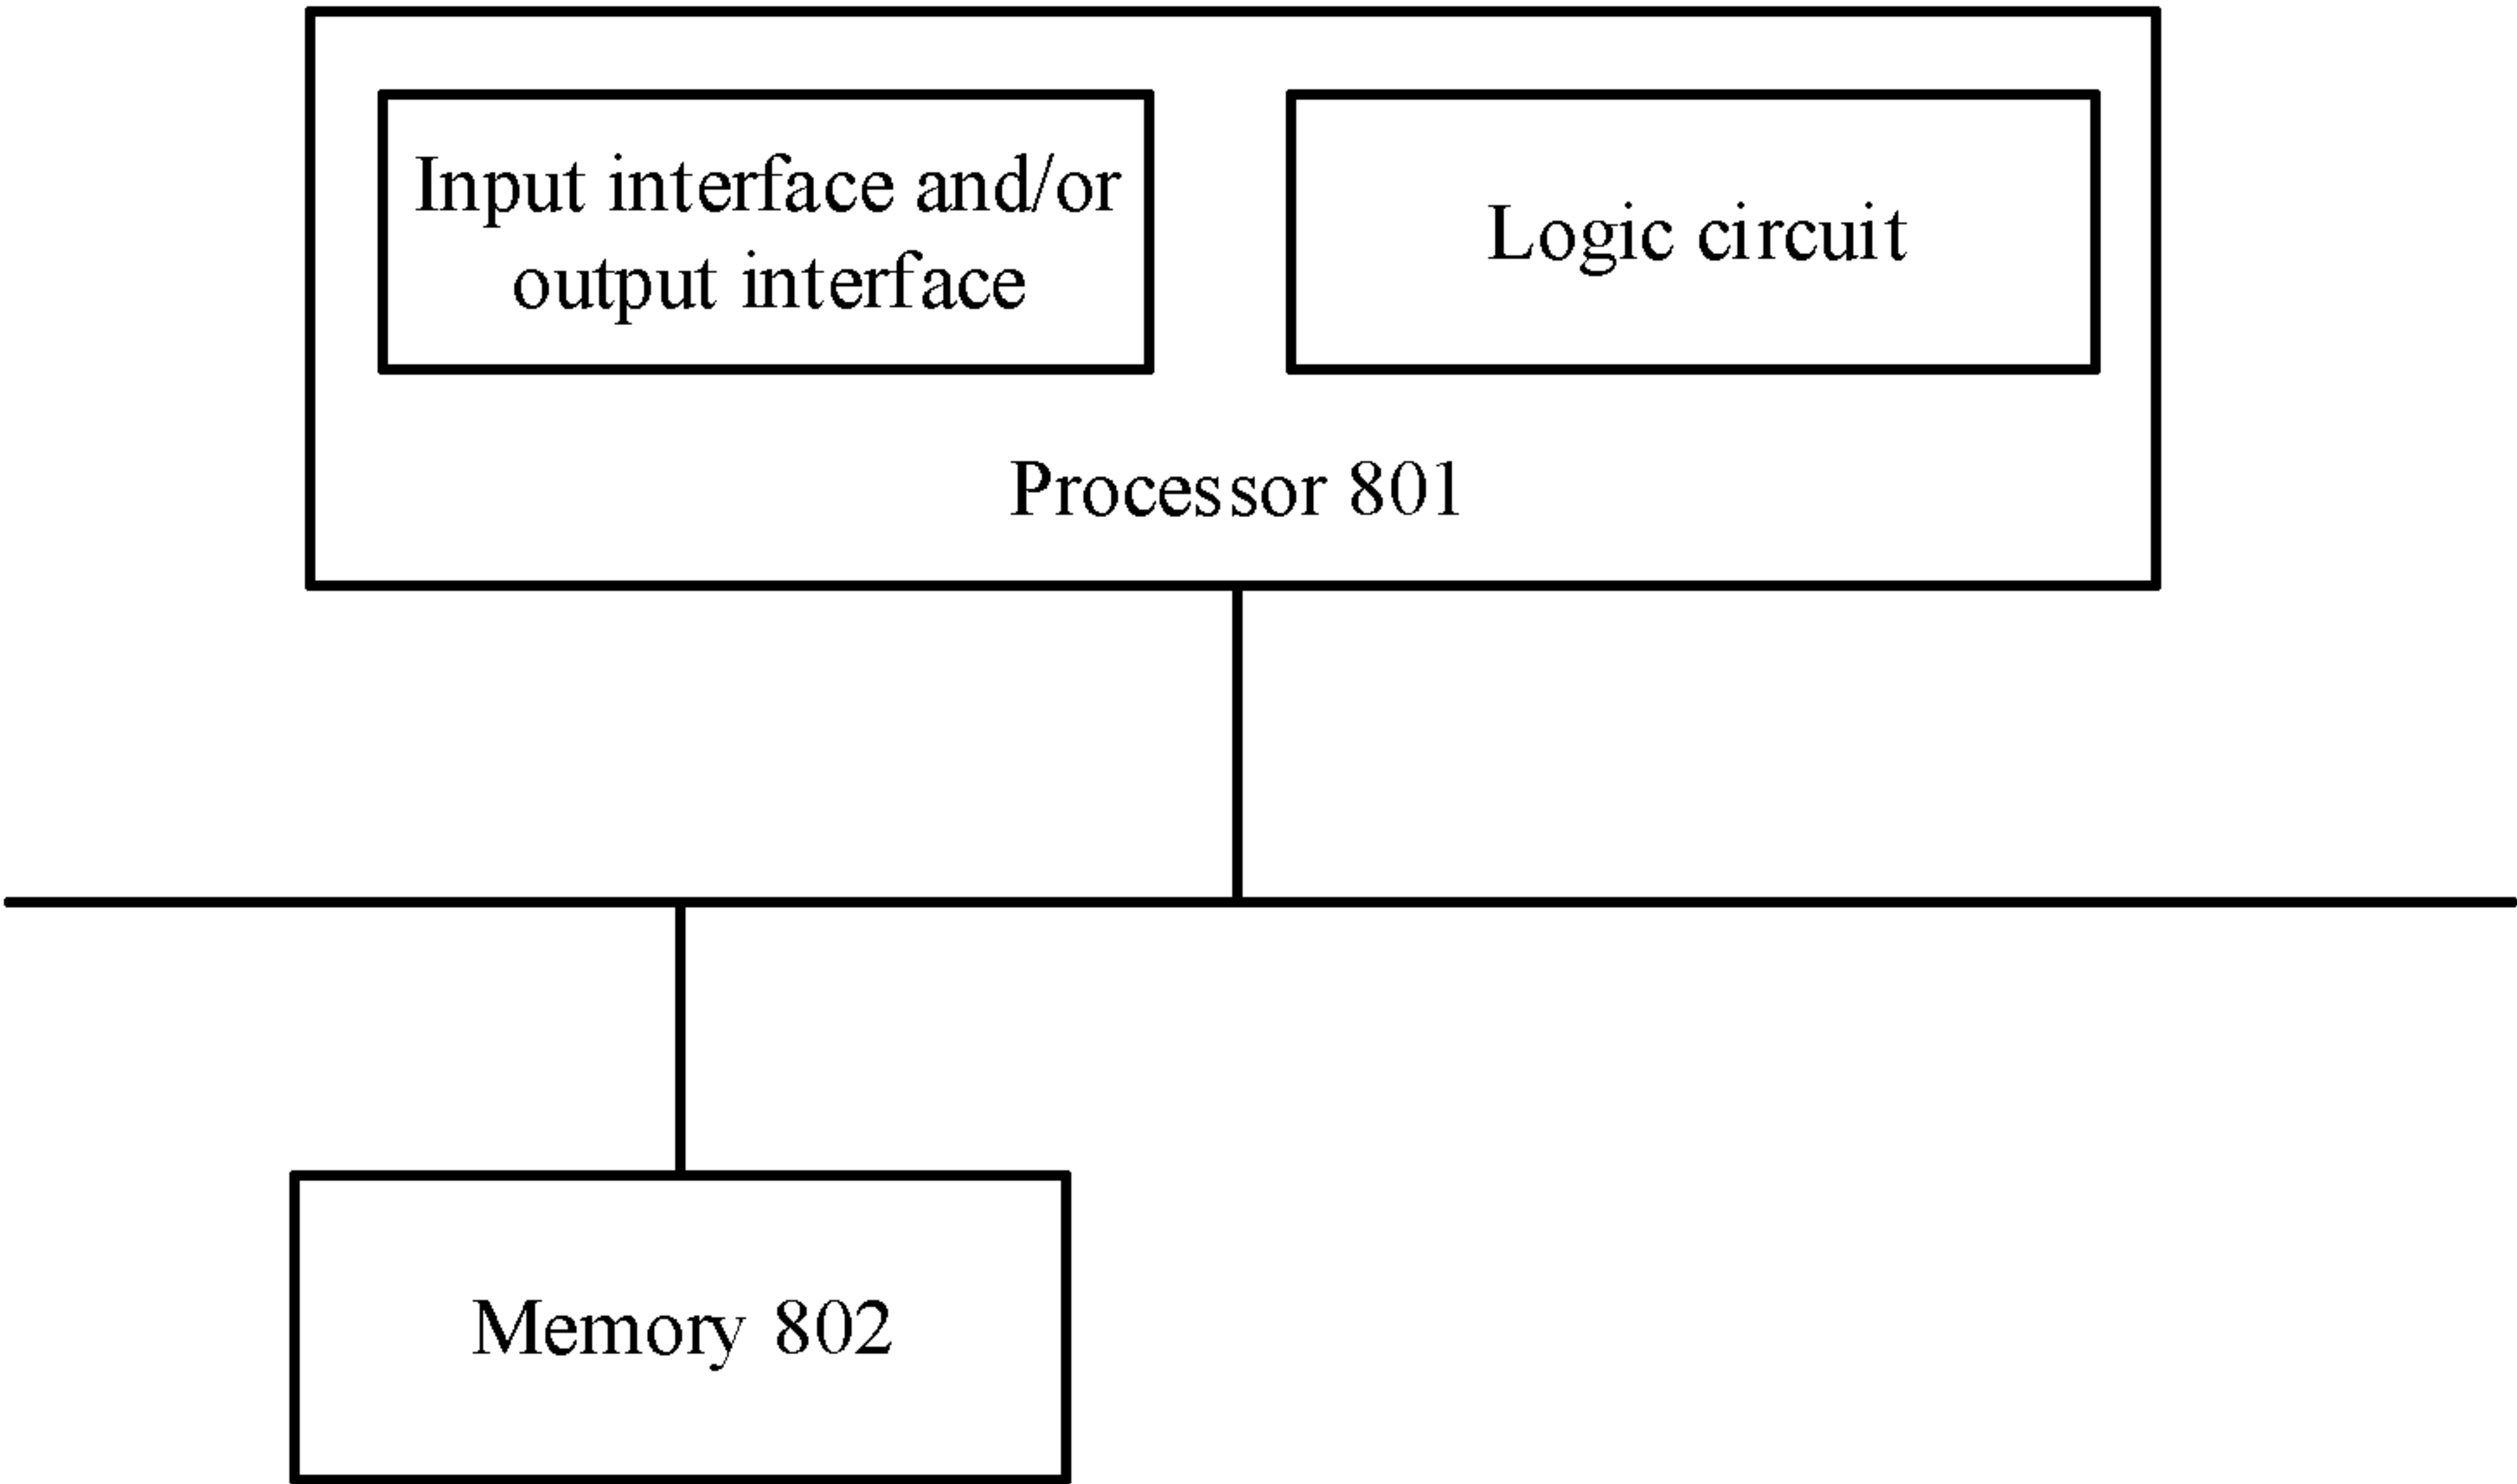 Input interface and/or
output interface
Logic circuit
Processor 801
Memory 802